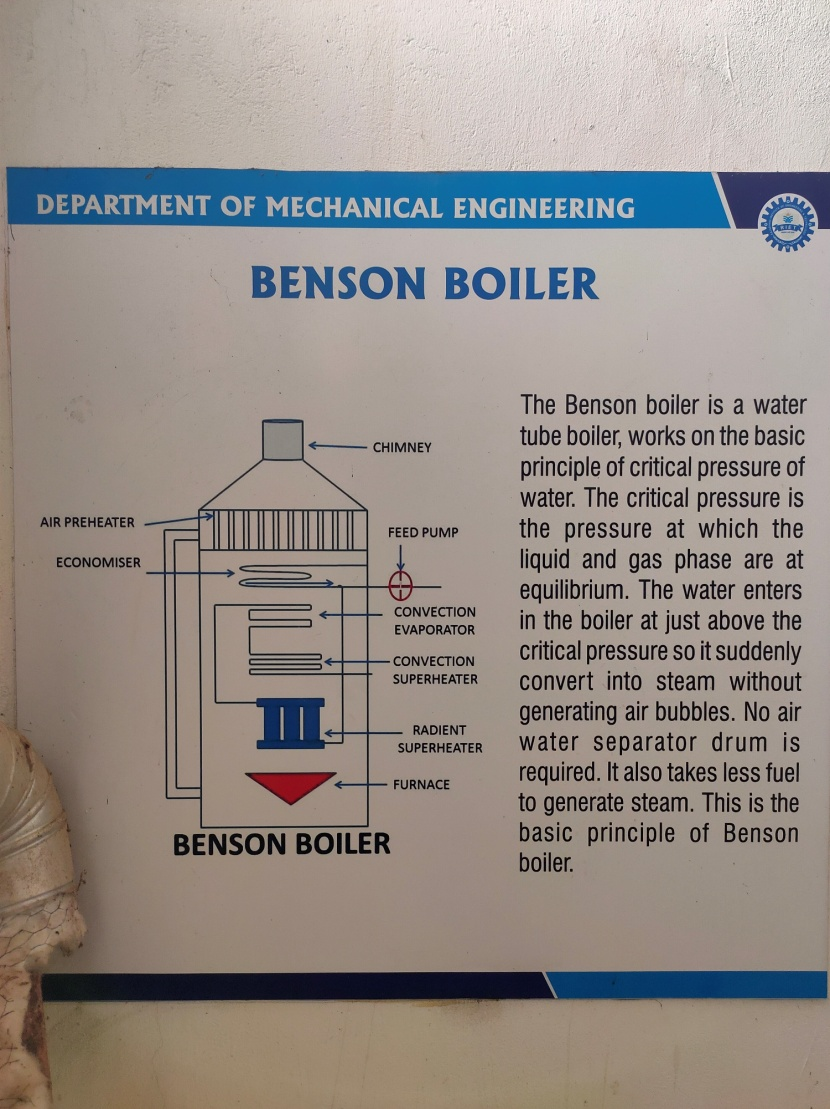 DEPARTMENT OF MECHANICAL ENGINEERING
BENSON BOILER
CHIMNEY
AIR PREHEATER
FEED PUMP
ECONOMISER
CONVECTION
EVAPORATOR
CONVECTION
SUPERHEATER
RADIENT
SUPERHEATER
FURNACE
BENSON BOILER
The Benson boiler is a water
tube boiler, works on the basic
principle of critical pressure of
water. The critical pressure is
the pressure at which the
liquid and gas phase are at
equilibrium. The water enters
in the boiler at just above the
critical pressure so it suddenly
convert into steam without
generating air bubbles. No air
water separator drum is
required. It also takes less fuel
to generate steam. This is the
basic principle of Benson
boiler.